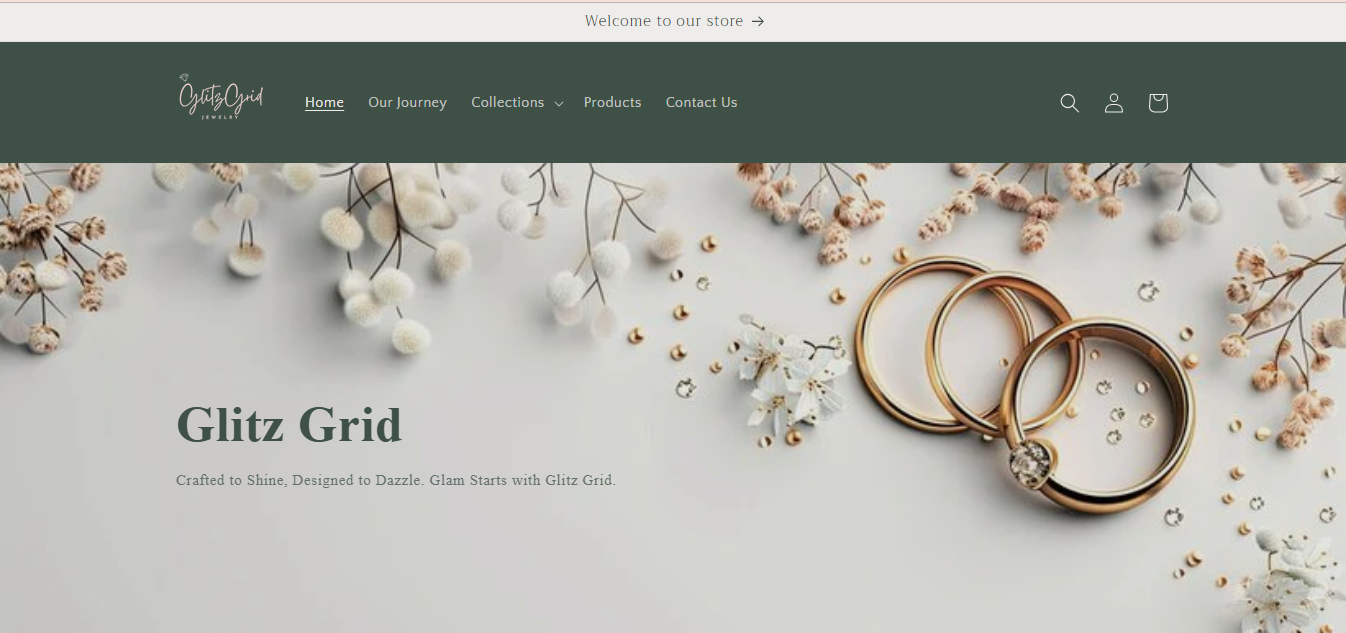 Welcome to our store →
GlitzGrid
JEWELRY
Home Our Journey Collections Products Contact Us
Glitz Grid
Crafted to Shine, Designed to Dazzle. Glam Starts with Glitz Grid.